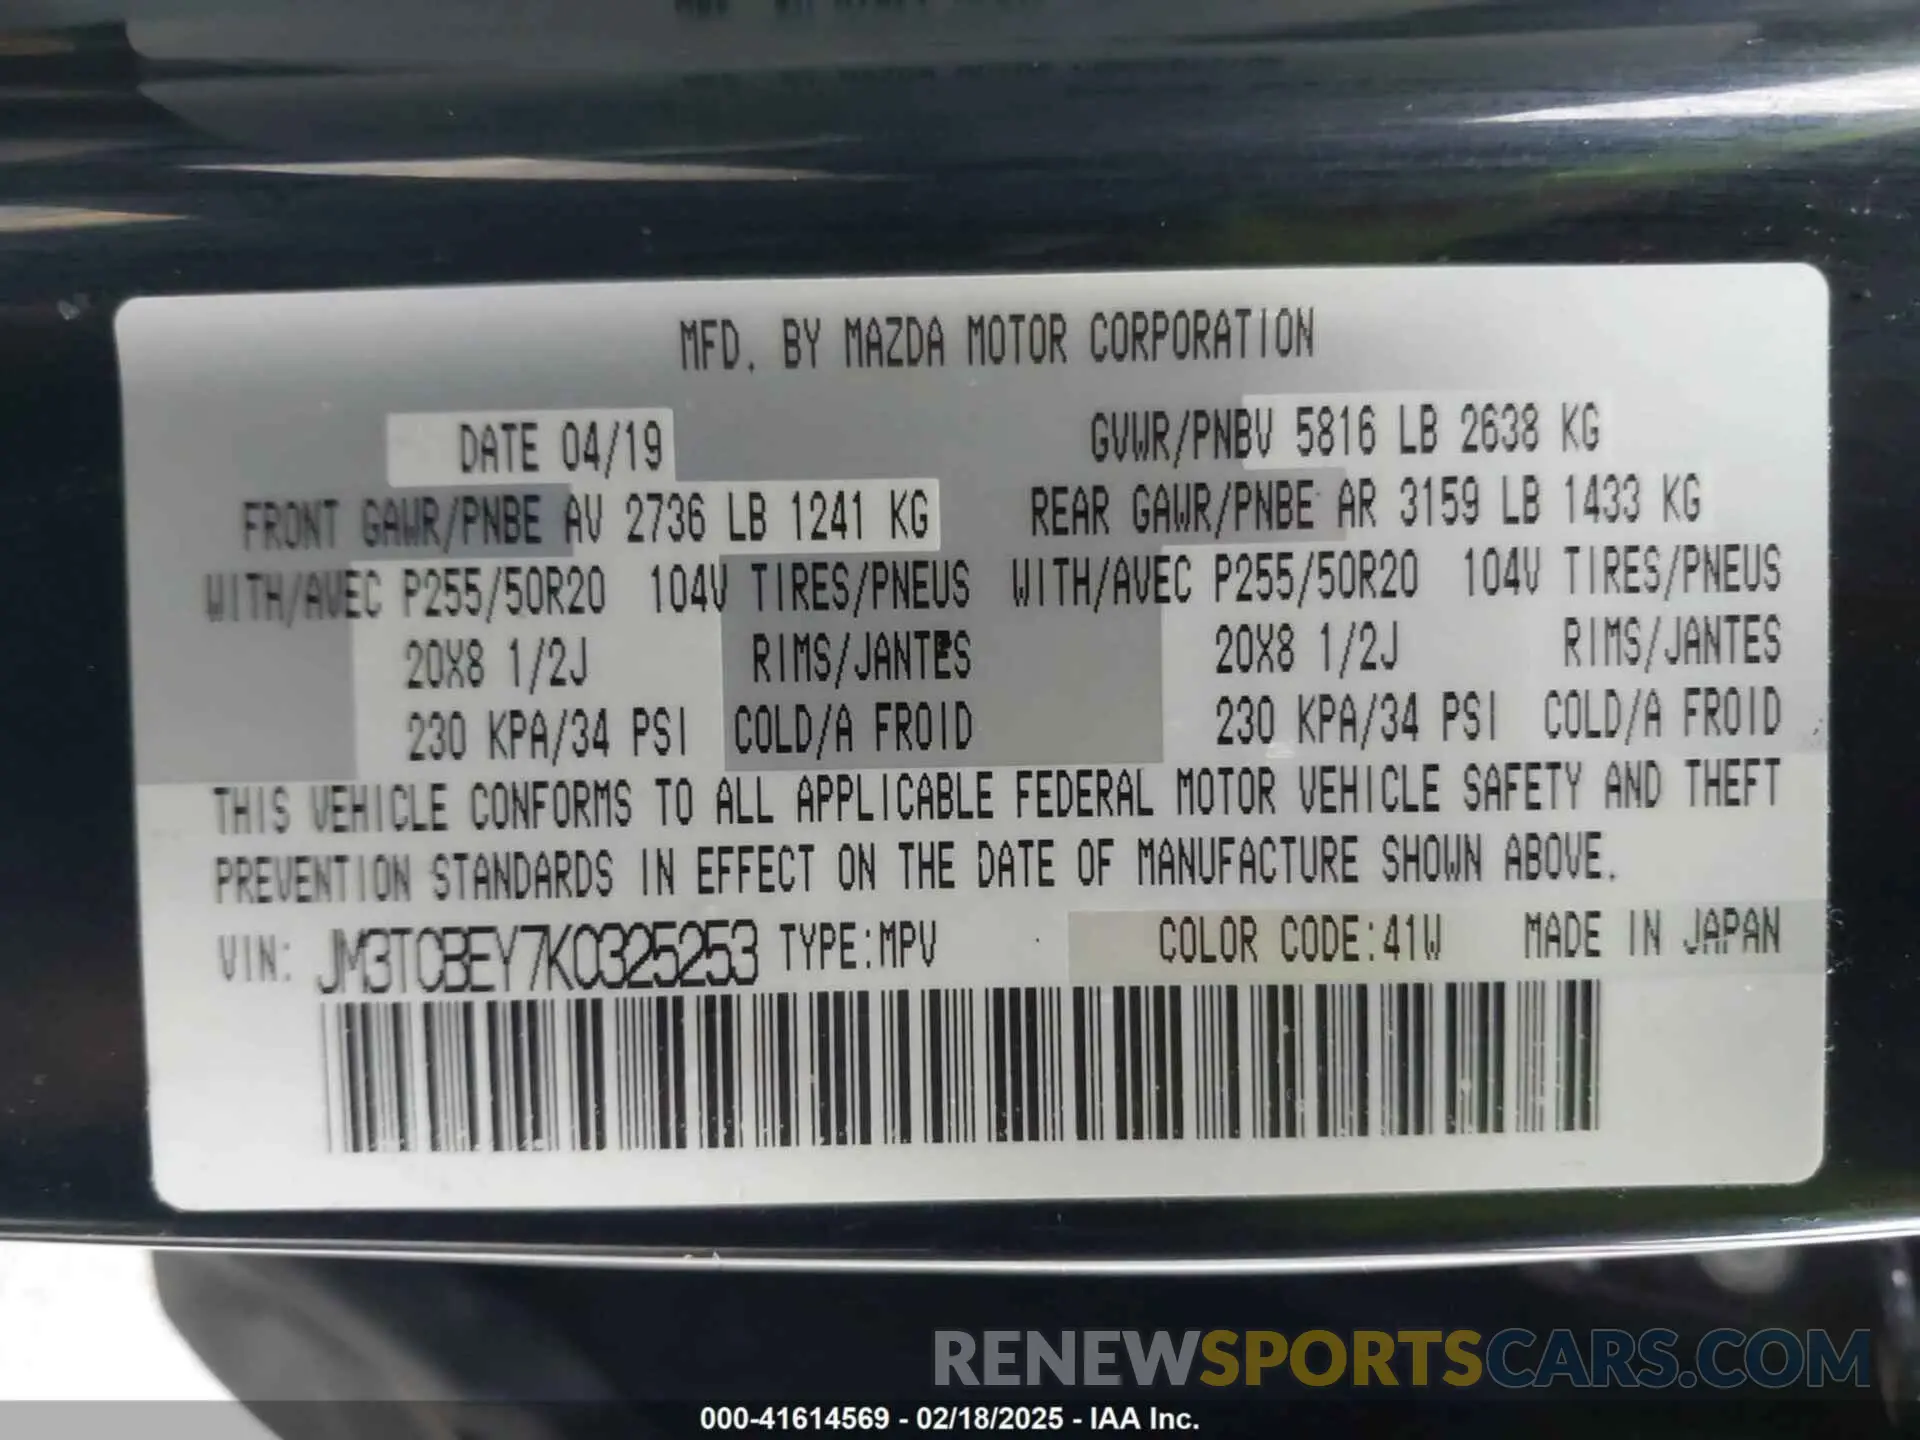 MFD. BY MAZDA MOTOR CORPORATION
DATE 04/19 GVWR/PNBV 5816 LB 2638 KG
FRONT GAWR/PNBE AV 2736 LB 1241 KG REAR GAWR/PNBE AR 3159 LB 1433 KG
WITH/AVEC P255/50R20 104V TIRES/PNEUS WITH/AVEC P255/50R20 104V TIRES/PNEUS
20X8 1/2J RIMS/JANTES 20X8 1/2J RIMS/JANTES
230 KPA/34 PSI COLD/A FROID 230 KPA/34 PSI COLD/A FROID
THIS VEHICLE CONFORMS TO ALL APPLICABLE FEDERAL MOTOR VEHICLE SAFETY AND THEFT
PREVENTION STANDARDS IN EFFECT ON THE DATE OF MANUFACTURE SHOWN ABOVE.
VIN: JM3TCBEY7K0325253 TYPE:MPV COLOR CODE:41W MADE IN JAPAN
RENEWSPORTSCARS.COM
000-41614569 - 02/18/2025 - IAA Inc.